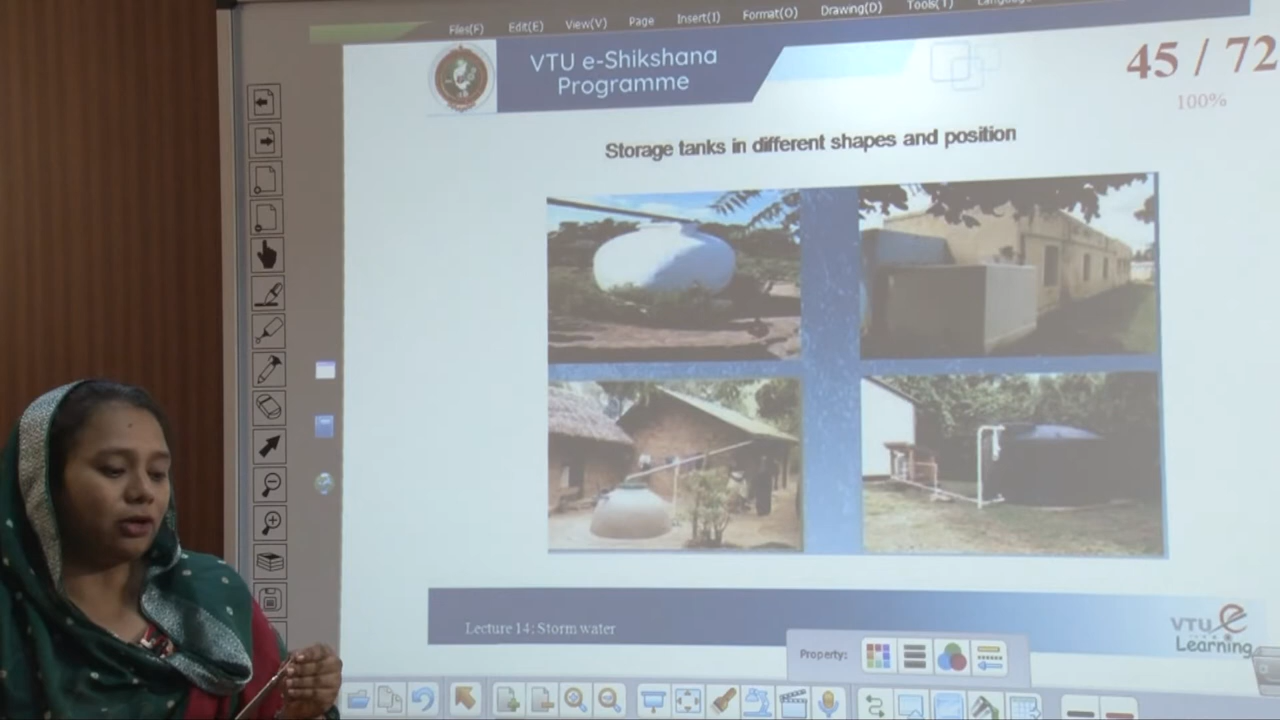 Files(F) Edit(E) View(V) Page Insert(I) Format(O) Drawing(D) Tools(T)
VTU e-Shikshana
Programme
45 / 72
100%
Storage tanks in different shapes and position
Lecture 14: Storm water
VTU e
Learning
Property: